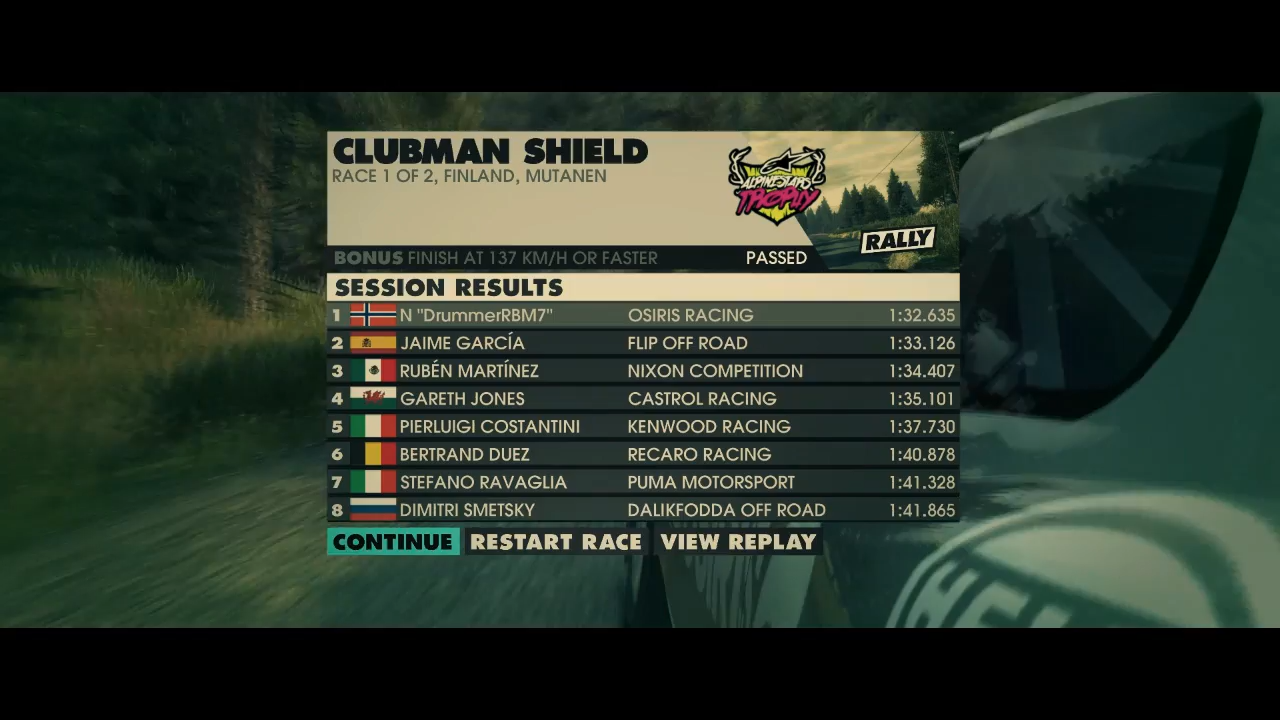 CLUBMAN SHIELD
RACE 1 OF 2, FINLAND, MUTANEN
ALPINESTARS
TROPHY
RALLY
BONUS FINISH AT 137 KM/H OR FASTER PASSED
SESSION RESULTS
1 N "DrummerRBM7" OSIRIS RACING 1:32.635
2 JAIME GARCÍA FLIP OFF ROAD 1:33.126
3 RUBÉN MARTÍNEZ NIXON COMPETITION 1:34.407
4 GARETH JONES CASTROL RACING 1:35.101
5 PIERLUIGI COSTANTINI KENWOOD RACING 1:37.730
6 BERTRAND DUEZ RECARO RACING 1:40.878
7 STEFANO RAVAGLIA PUMA MOTORSPORT 1:41.328
8 DIMITRI SMETSKY DALIKFODDA OFF ROAD 1:41.865
CONTINUE RESTART RACE VIEW REPLAY